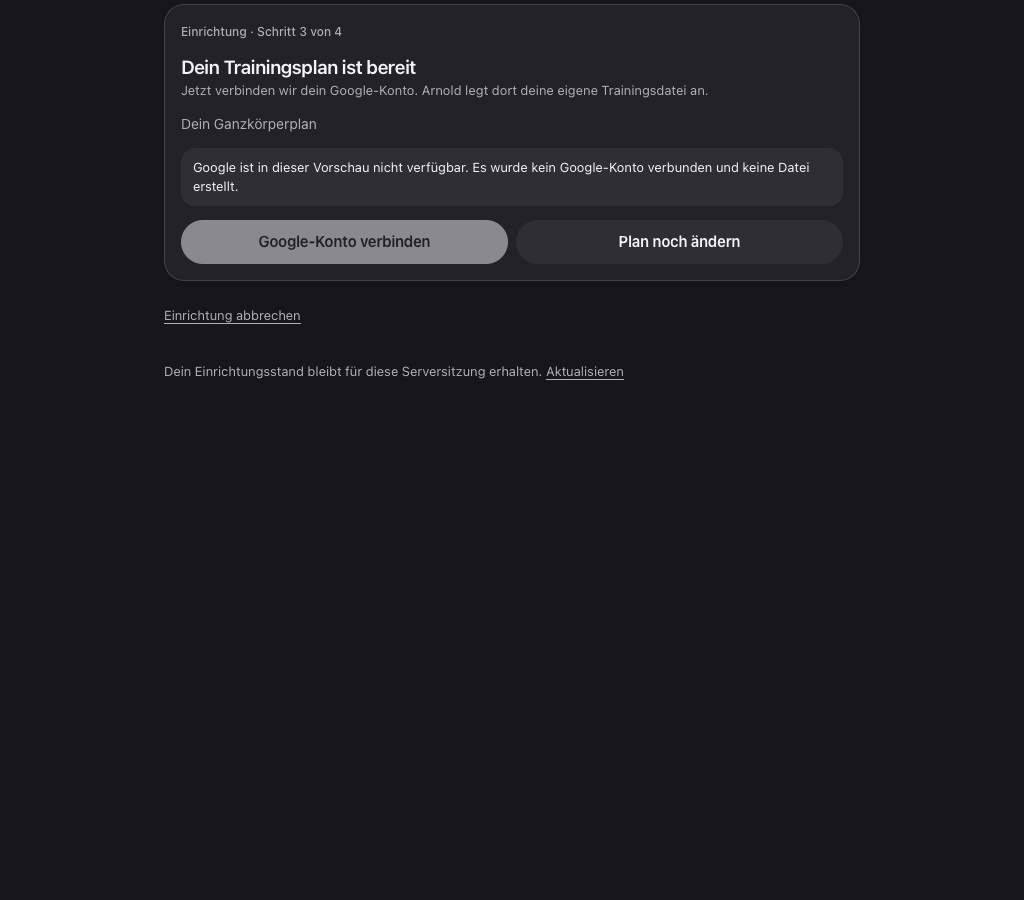 Einrichtung · Schritt 3 von 4
Dein Trainingsplan ist bereit
Jetzt verbinden wir dein Google-Konto. Arnold legt dort deine eigene Trainingsdatei an.
Dein Ganzkörperplan
Google ist in dieser Vorschau nicht verfügbar. Es wurde kein Google-Konto verbunden und keine Datei
erstellt.
Google-Konto verbinden
Plan noch ändern
Einrichtung abbrechen
Dein Einrichtungsstand bleibt für diese Serversitzung erhalten. Aktualisieren